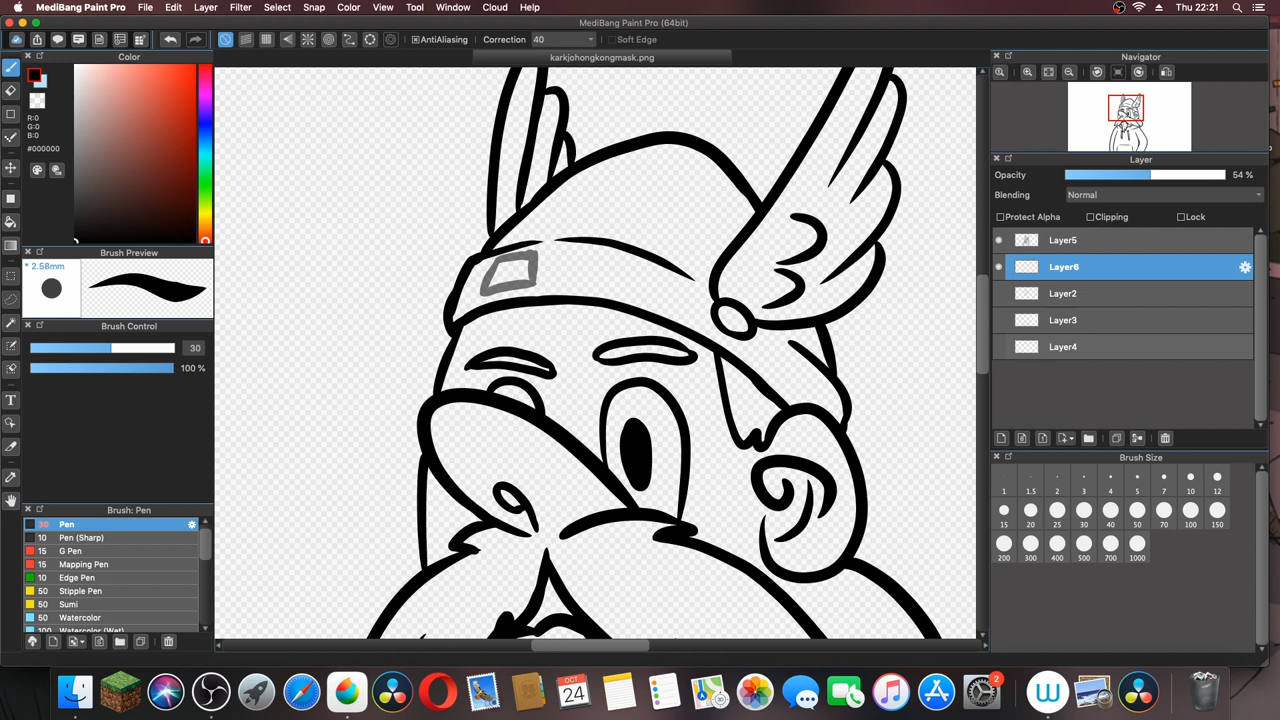 MediBang Paint Pro File Edit Layer Filter Select Snap Color View Tool Window Cloud Help Thu 22:21
MediBang Paint Pro (64bit)
AntiAliasing Correction 40 Soft Edge
karkjohongkongmask.png
Color
R:0
G:0
B:0
#000000
Brush Preview
* 2.58mm
Brush Control
30
100 %
Brush: Pen
30 Pen
10 Pen (Sharp)
15 G Pen
15 Mapping Pen
10 Edge Pen
50 Stipple Pen
50 Sumi
50 Watercolor
100 Watercolor (Wet)
Navigator
Layer
Opacity 54 %
Blending Normal
Protect Alpha Clipping Lock
Layer5
Layer6
Layer2
Layer3
Layer4
Brush Size
1 1.5 2 3 4 5 7 10 12
15 20 25 30 40 50 70 100 150
200 300 400 500 700 1000
OCT
24
2